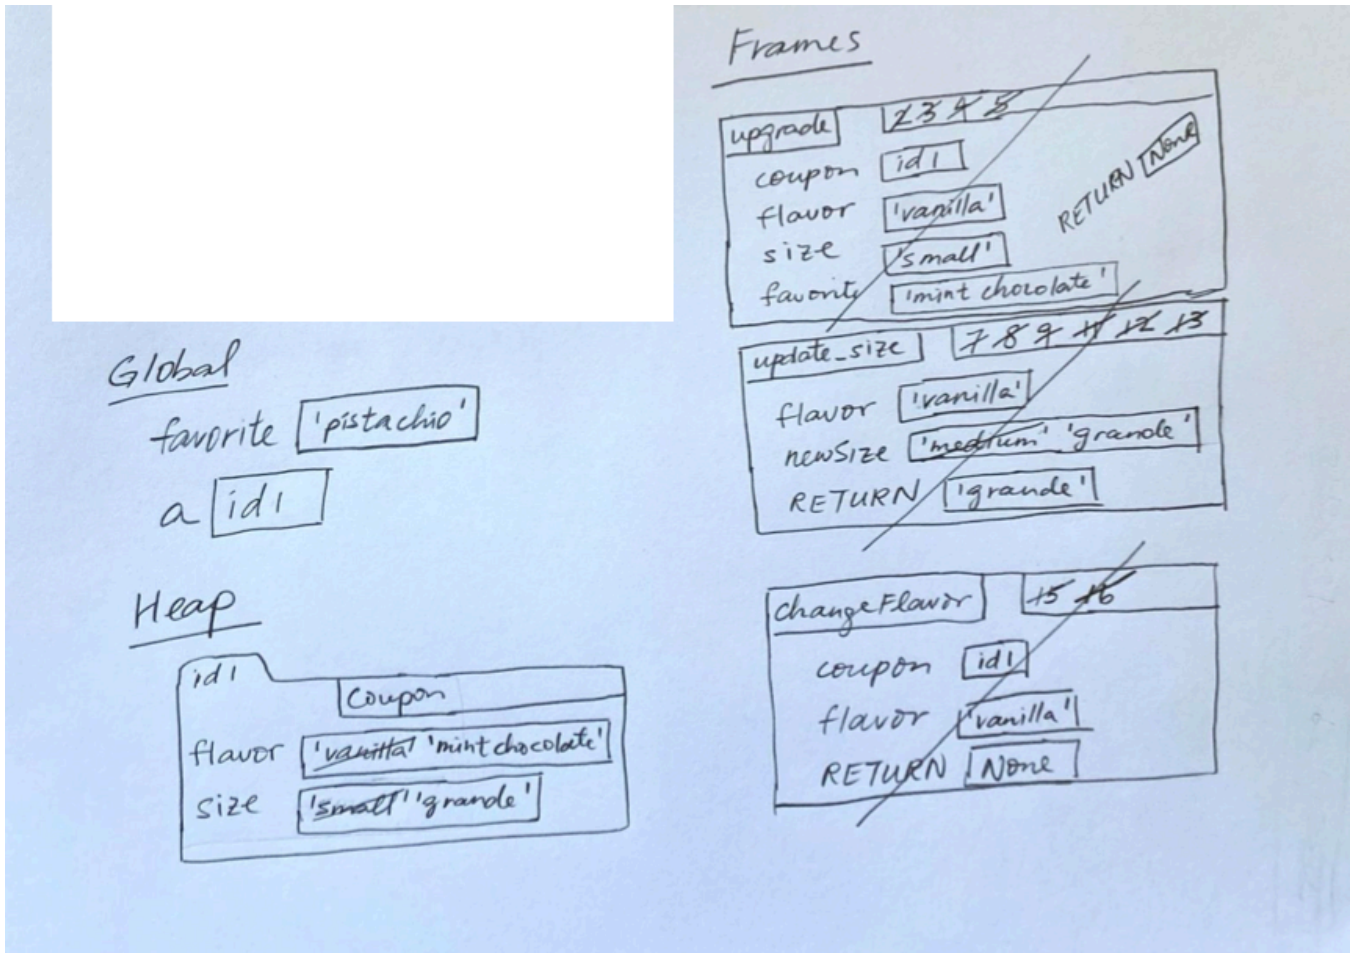 Global
favorite 'pistachio'
a id1
Heap
id1
Coupon
flavor 'vanilla' 'mint chocolate'
size 'small' 'grande'
Frames
upgrade 2 3 4 5
coupon id1
flavor 'vanilla'
size 'small'
favorite 'mint chocolate'
RETURN None
update_size 7 8 9 11 12 13
flavor 'vanilla'
newSize 'medium' 'grande'
RETURN 'grande'
changeFlavor 15 16
coupon id1
flavor 'vanilla'
RETURN None